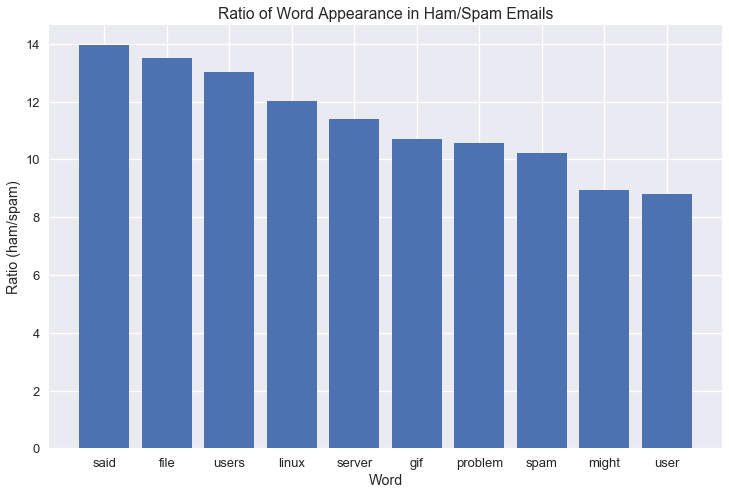 Ratio of Word Appearance in Ham/Spam Emails
14
12
10
8
6
4
2
0
Ratio (ham/spam)
said file users linux server gif problem spam might user
Word